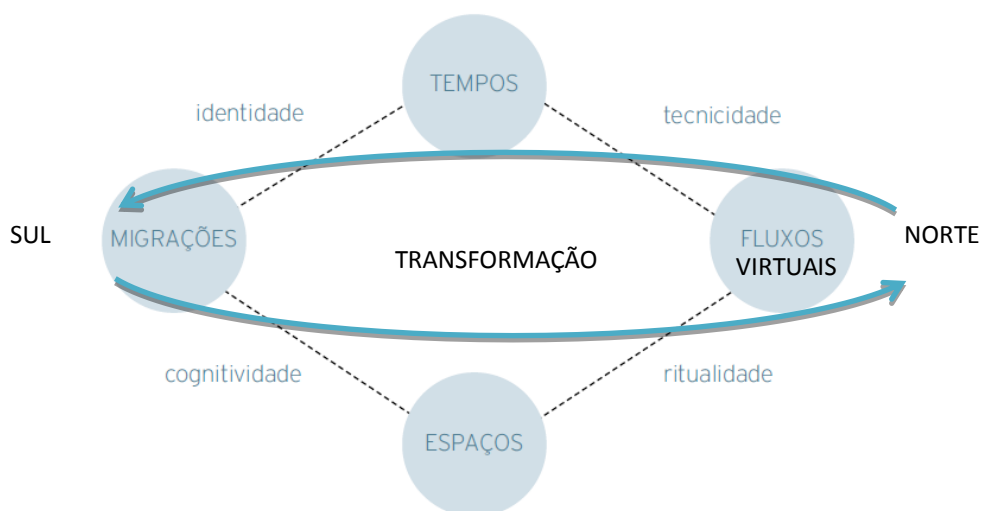 TEMPOS
identidade
tecnicidade
SUL
MIGRAÇÕES
TRANSFORMAÇÃO
FLUXOS
VIRTUAIS
NORTE
cognitividade
ritualidade
ESPAÇOS